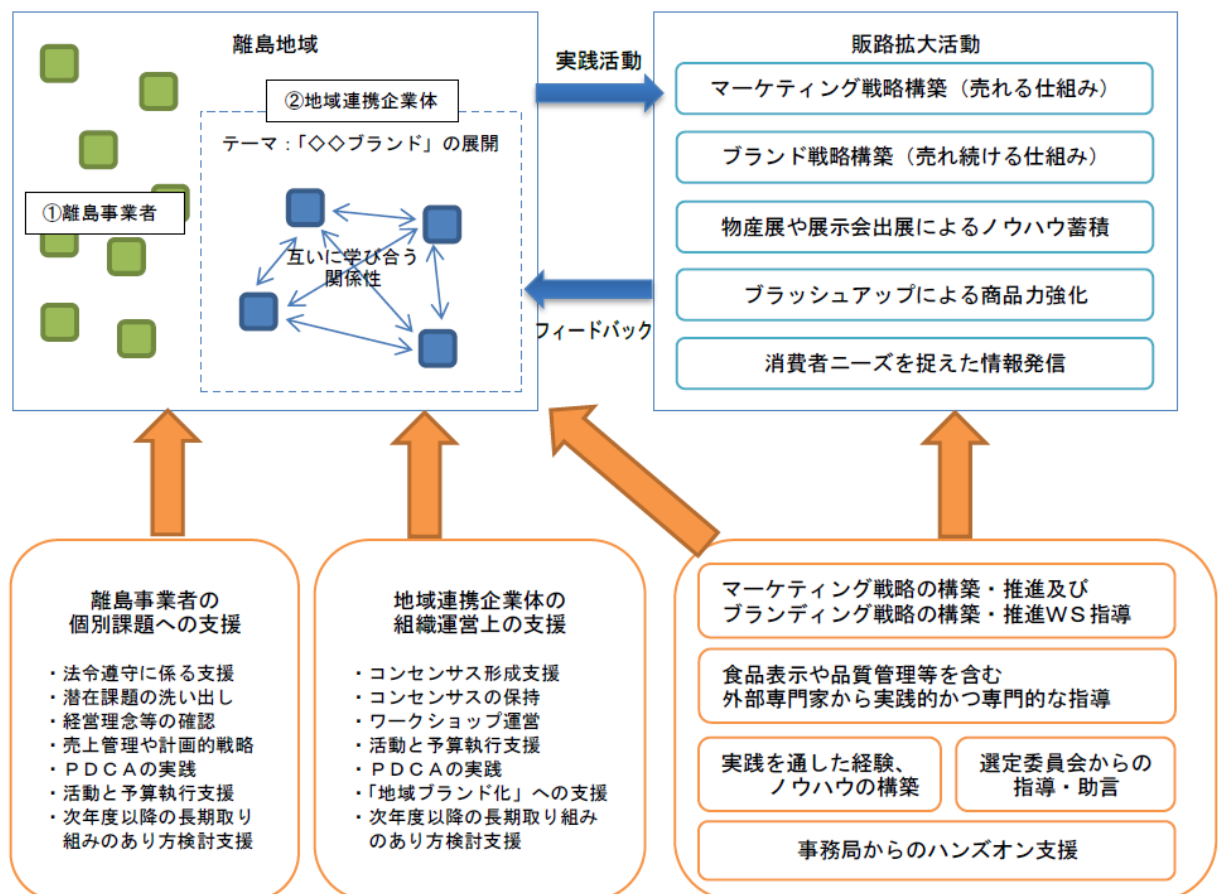 離島地域
②地域連携企業体
テーマ：「◇◇ブランド」の展開
①離島事業者
互いに学び合う
関係性
実践活動
フィードバック
販路拡大活動
マーケティング戦略構築（売れる仕組み）
ブランド戦略構築（売れ続ける仕組み）
物産展や展示会出展によるノウハウ蓄積
ブラッシュアップによる商品力強化
消費者ニーズを捉えた情報発信
離島事業者の
個別課題への支援
・法令遵守に係る支援
・潜在課題の洗い出し
・経営理念等の確認
・売上管理や計画的戦略
・ＰＤＣＡの実践
・活動と予算執行支援
・次年度以降の長期取り
組みのあり方検討支援
地域連携企業体の
組織運営上の支援
・コンセンサス形成支援
・コンセンサスの保持
・ワークショップ運営
・活動と予算執行支援
・ＰＤＣＡの実践
・「地域ブランド化」への支援
・次年度以降の長期取り組み
のあり方検討支援
マーケティング戦略の構築・推進及び
ブランディング戦略の構築・推進ＷＳ指導
食品表示や品質管理等を含む
外部専門家から実践的かつ専門的な指導
実践を通した経験、
ノウハウの構築
選定委員会からの
指導・助言
事務局からのハンズオン支援